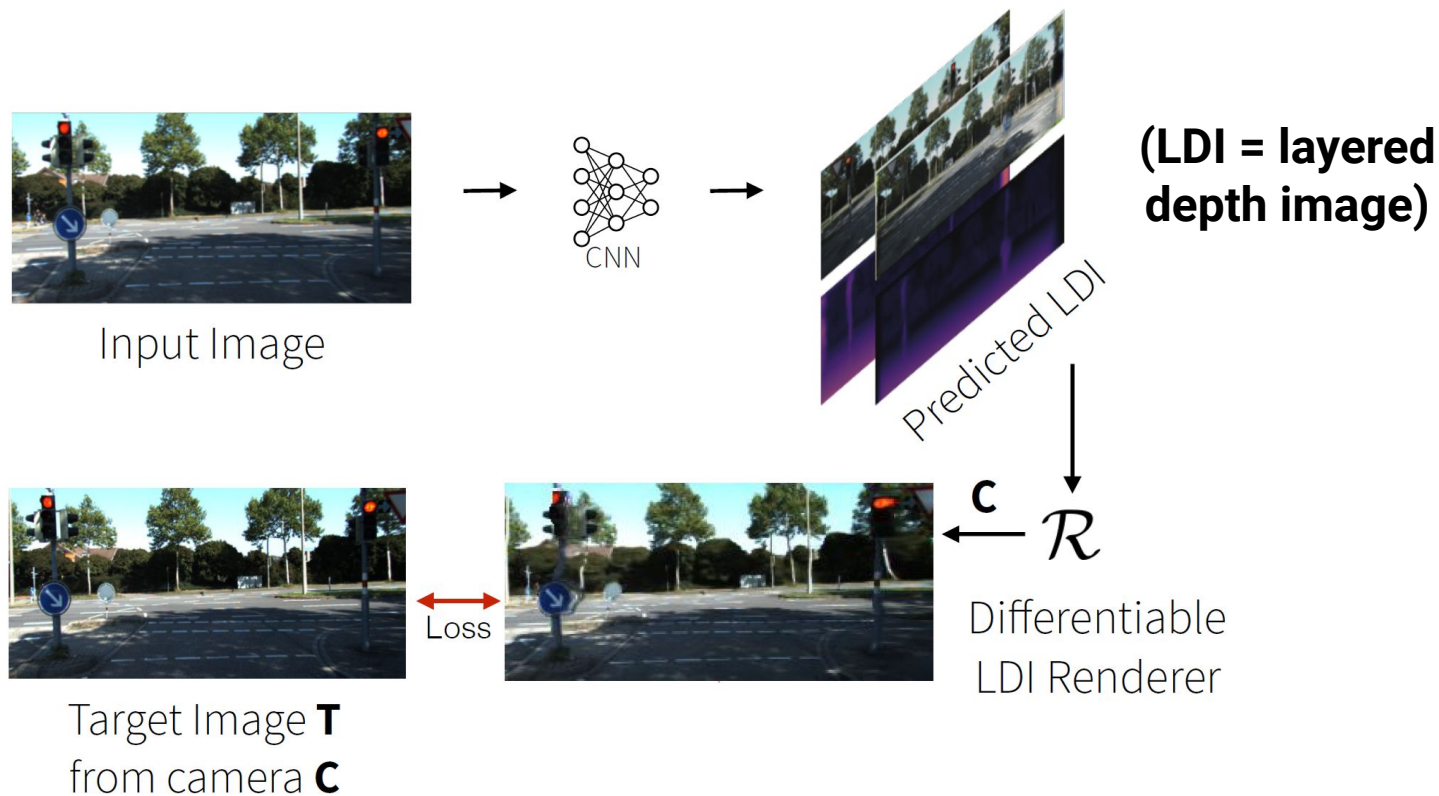 (LDI = layered
depth image)
CNN
Input Image
Predicted LDI
C
R
Loss
Differentiable
LDI Renderer
Target Image T
from camera C